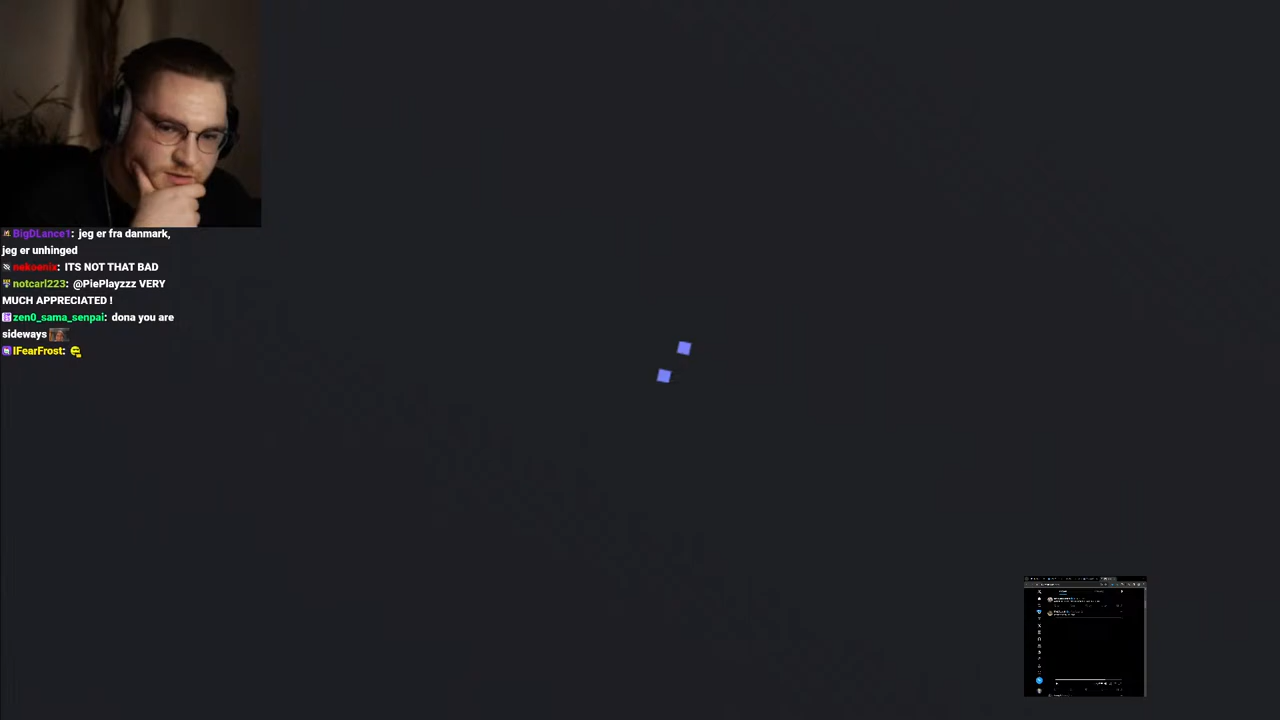 BigDLance1: jeg er fra danmark,
jeg er unhinged
nekoenix: ITS NOT THAT BAD
notcarl223: @PiePlayzzz VERY
MUCH APPRECIATED !
zen0_sama_senpai: dona you are
sideways
IFearFrost: